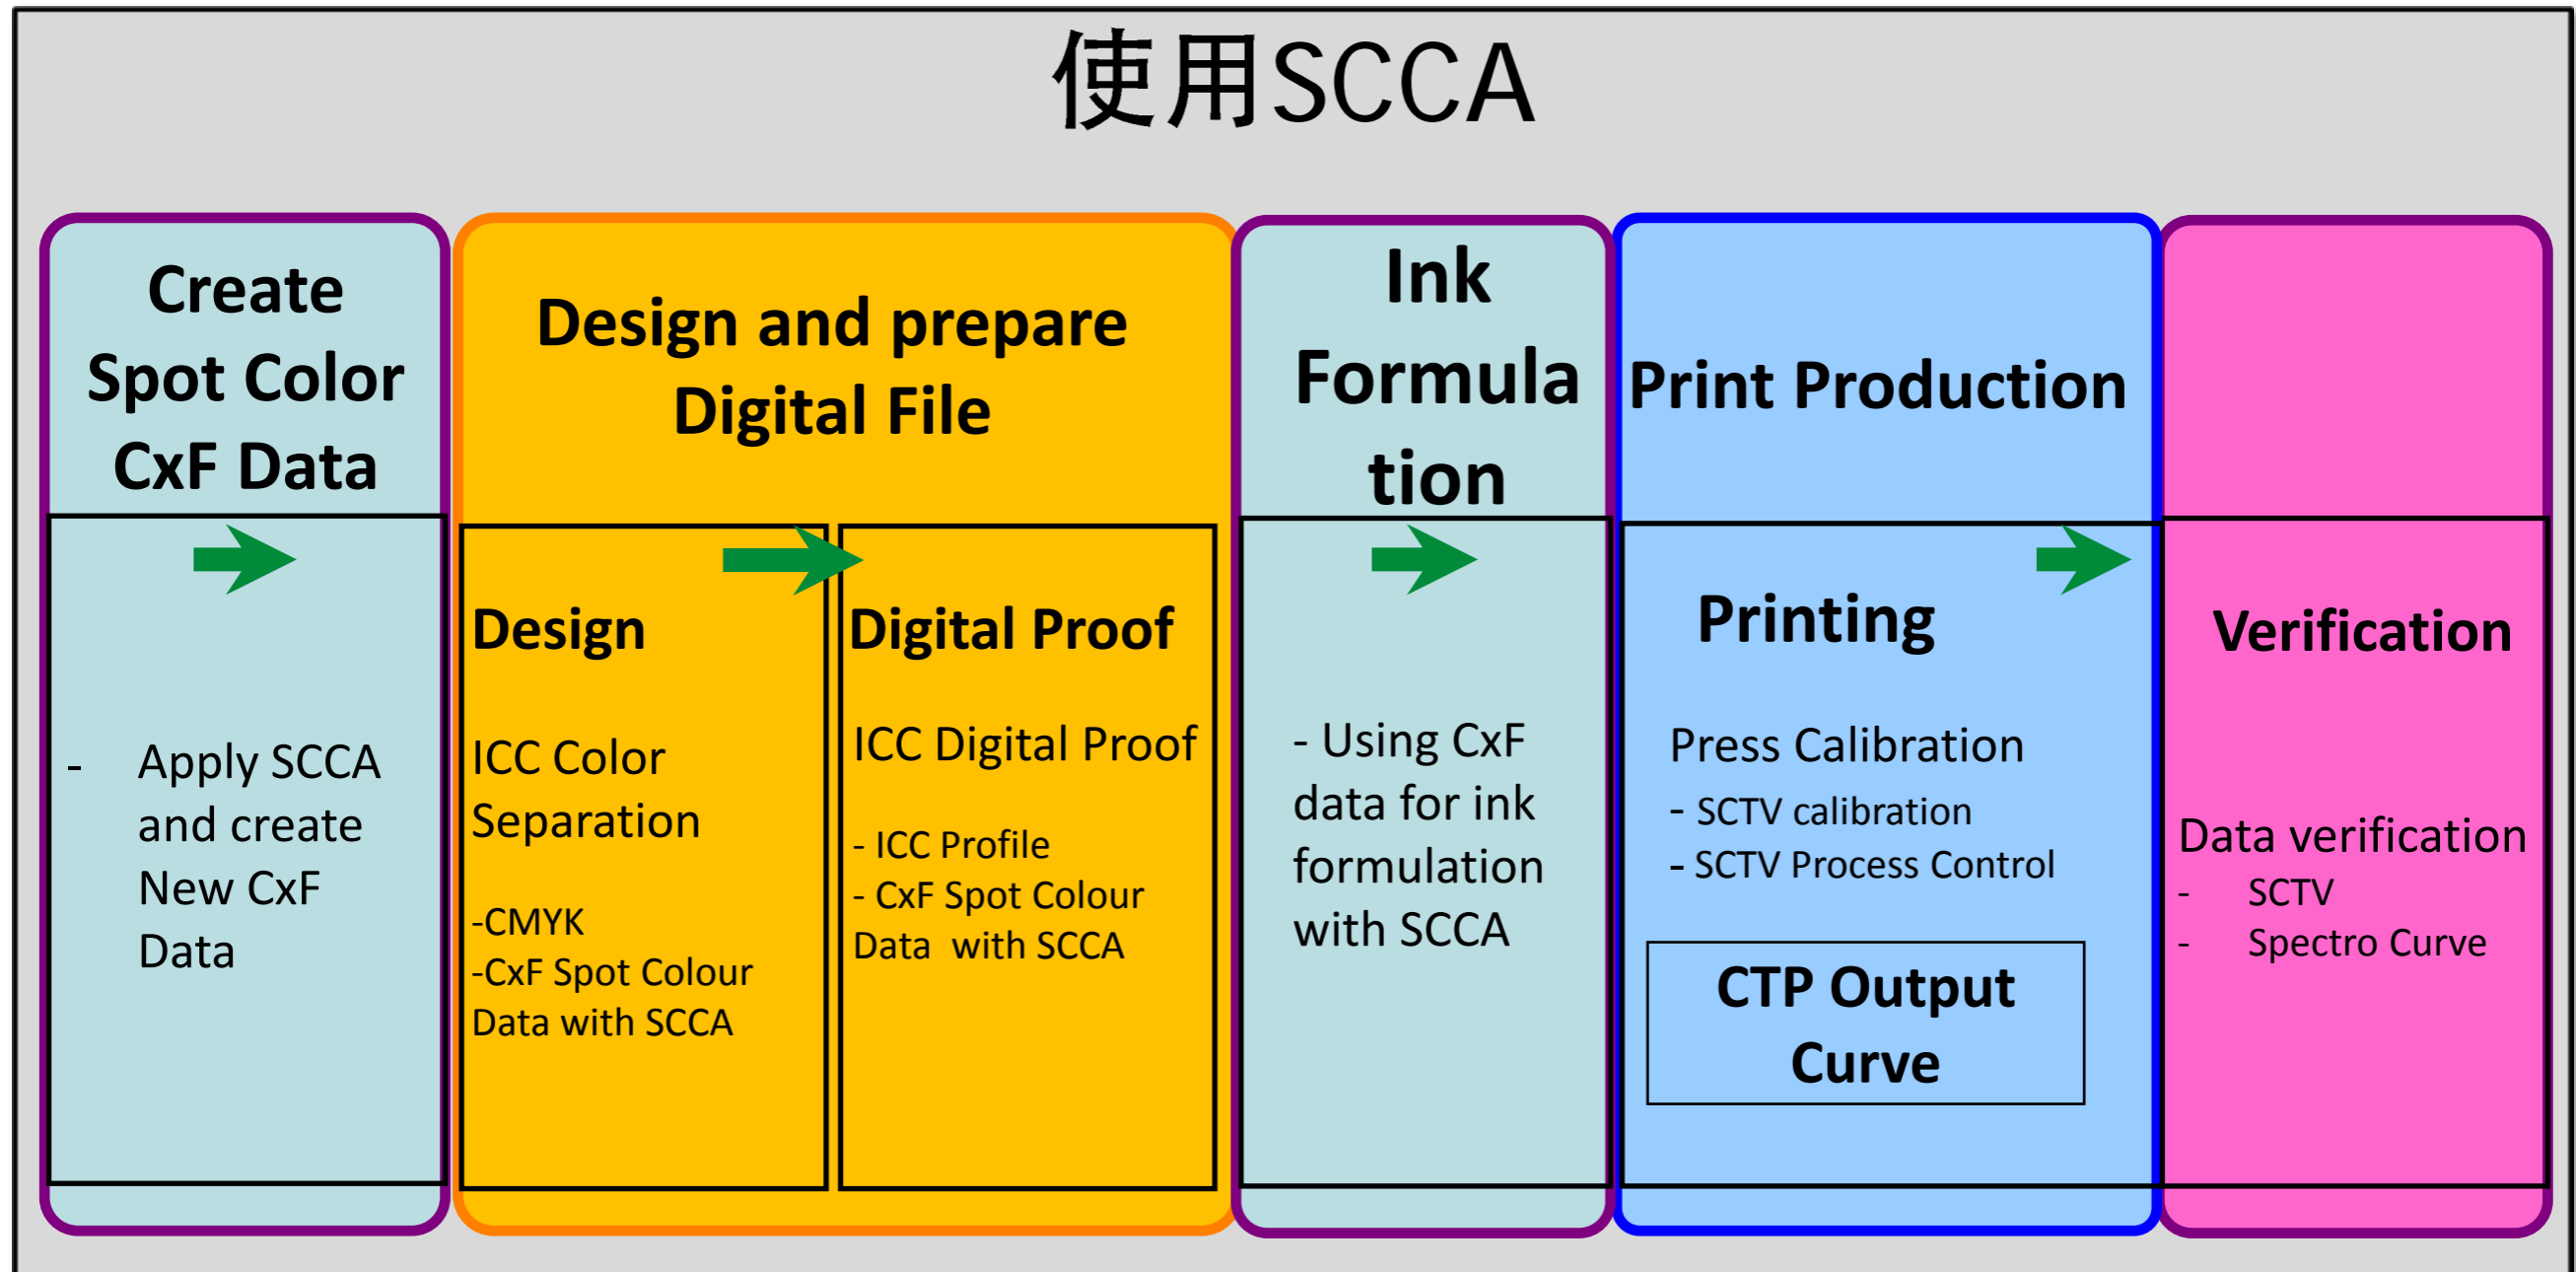 使用SCCA
Create
Spot Color
CxF Data
-    Apply SCCA
and create
New CxF
Data
Design and prepare
Digital File
Design
ICC Color
Separation
-CMYK
-CxF Spot Colour
Data with SCCA
Digital Proof
ICC Digital Proof
- ICC Profile
- CxF Spot Colour
Data  with SCCA
Ink
Formula
tion
- Using CxF
data for ink
formulation
with SCCA
Print Production
Printing
Press Calibration
- SCTV calibration
- SCTV Process Control
CTP Output
Curve
Verification
Data verification
-    SCTV
-    Spectro Curve